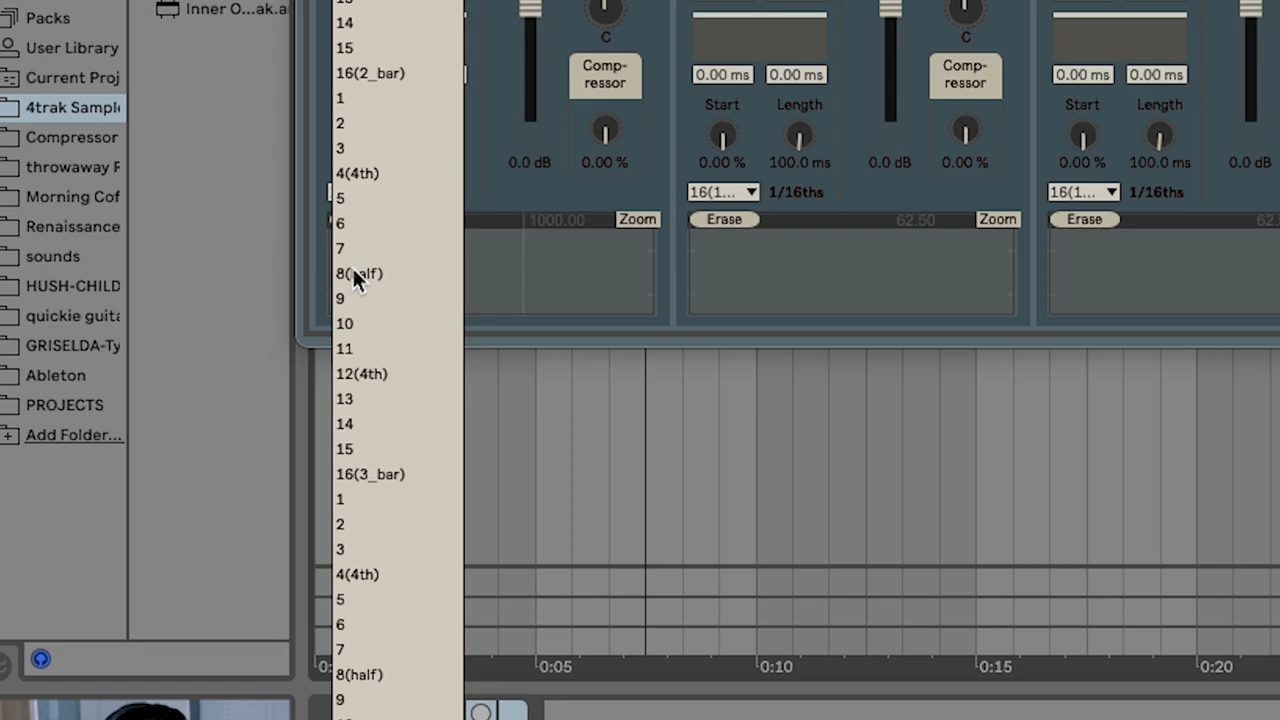 Packs
User Library
Current Proj
4trak Sample
Compressor
throwaway F
Morning Cof
Renaissance
sounds
HUSH-CHILD
quickie guita
GRISELDA-Ty
Ableton
PROJECTS
Add Folder...
Inner O...ak.a
14
15
16(2_bar)
1
2
3
4(4th)
5
6
7
8(half)
9
10
11
12(4th)
13
14
15
16(3_bar)
1
2
3
4(4th)
5
6
7
8(half)
9
C
Comp-
ressor
0.0 dB
0.00 %
1000.00
Zoom
0.00 ms 0.00 ms
Start Length
0.00 % 100.0 ms
16(1... 1/16ths
Erase 62.50 Zoom
C
Comp-
ressor
0.0 dB
0.00 %
0.00 ms 0.00 ms
Start Length
0.00 % 100.0 ms
16(1... 1/16ths
Erase 62.
0.0 dB
0:05 0:10 0:15 0:20